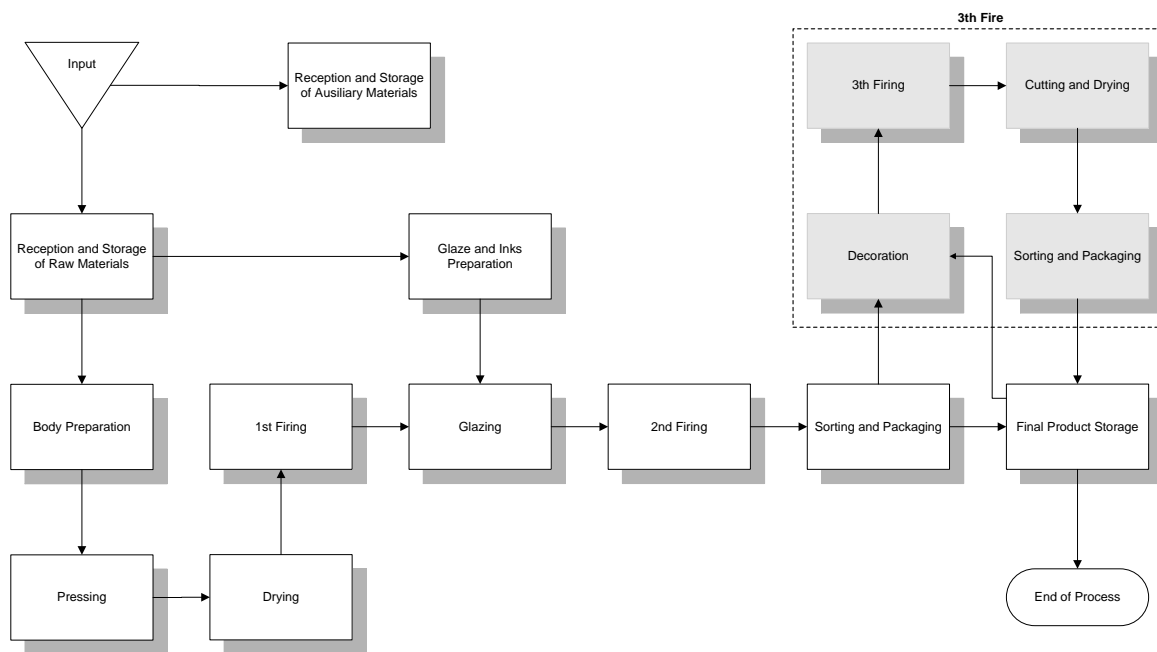 3th Fire
Input
Reception and Storage
of Ausiliary Materials
3th Firing
Cutting and Drying
Reception and Storage
of Raw Materials
Glaze and Inks
Preparation
Decoration
Sorting and Packaging
Body Preparation
1st Firing
Glazing
2nd Firing
Sorting and Packaging
Final Product Storage
Pressing
Drying
End of Process